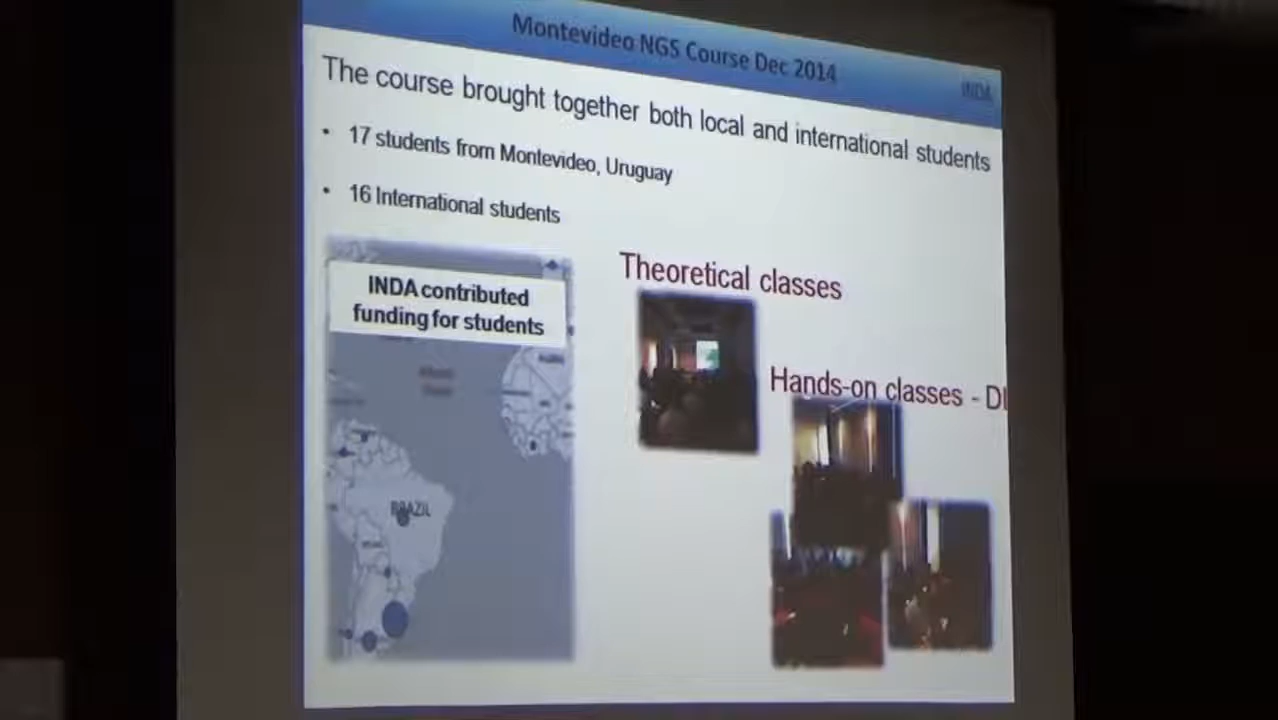 Montevideo NGS Course Dec 2014
INDA
The course brought together both local and international students
• 17 students from Montevideo, Uruguay
• 16 International students
INDA contributed
funding for students
BRAZIL
Theoretical classes
Hands-on classes - DI